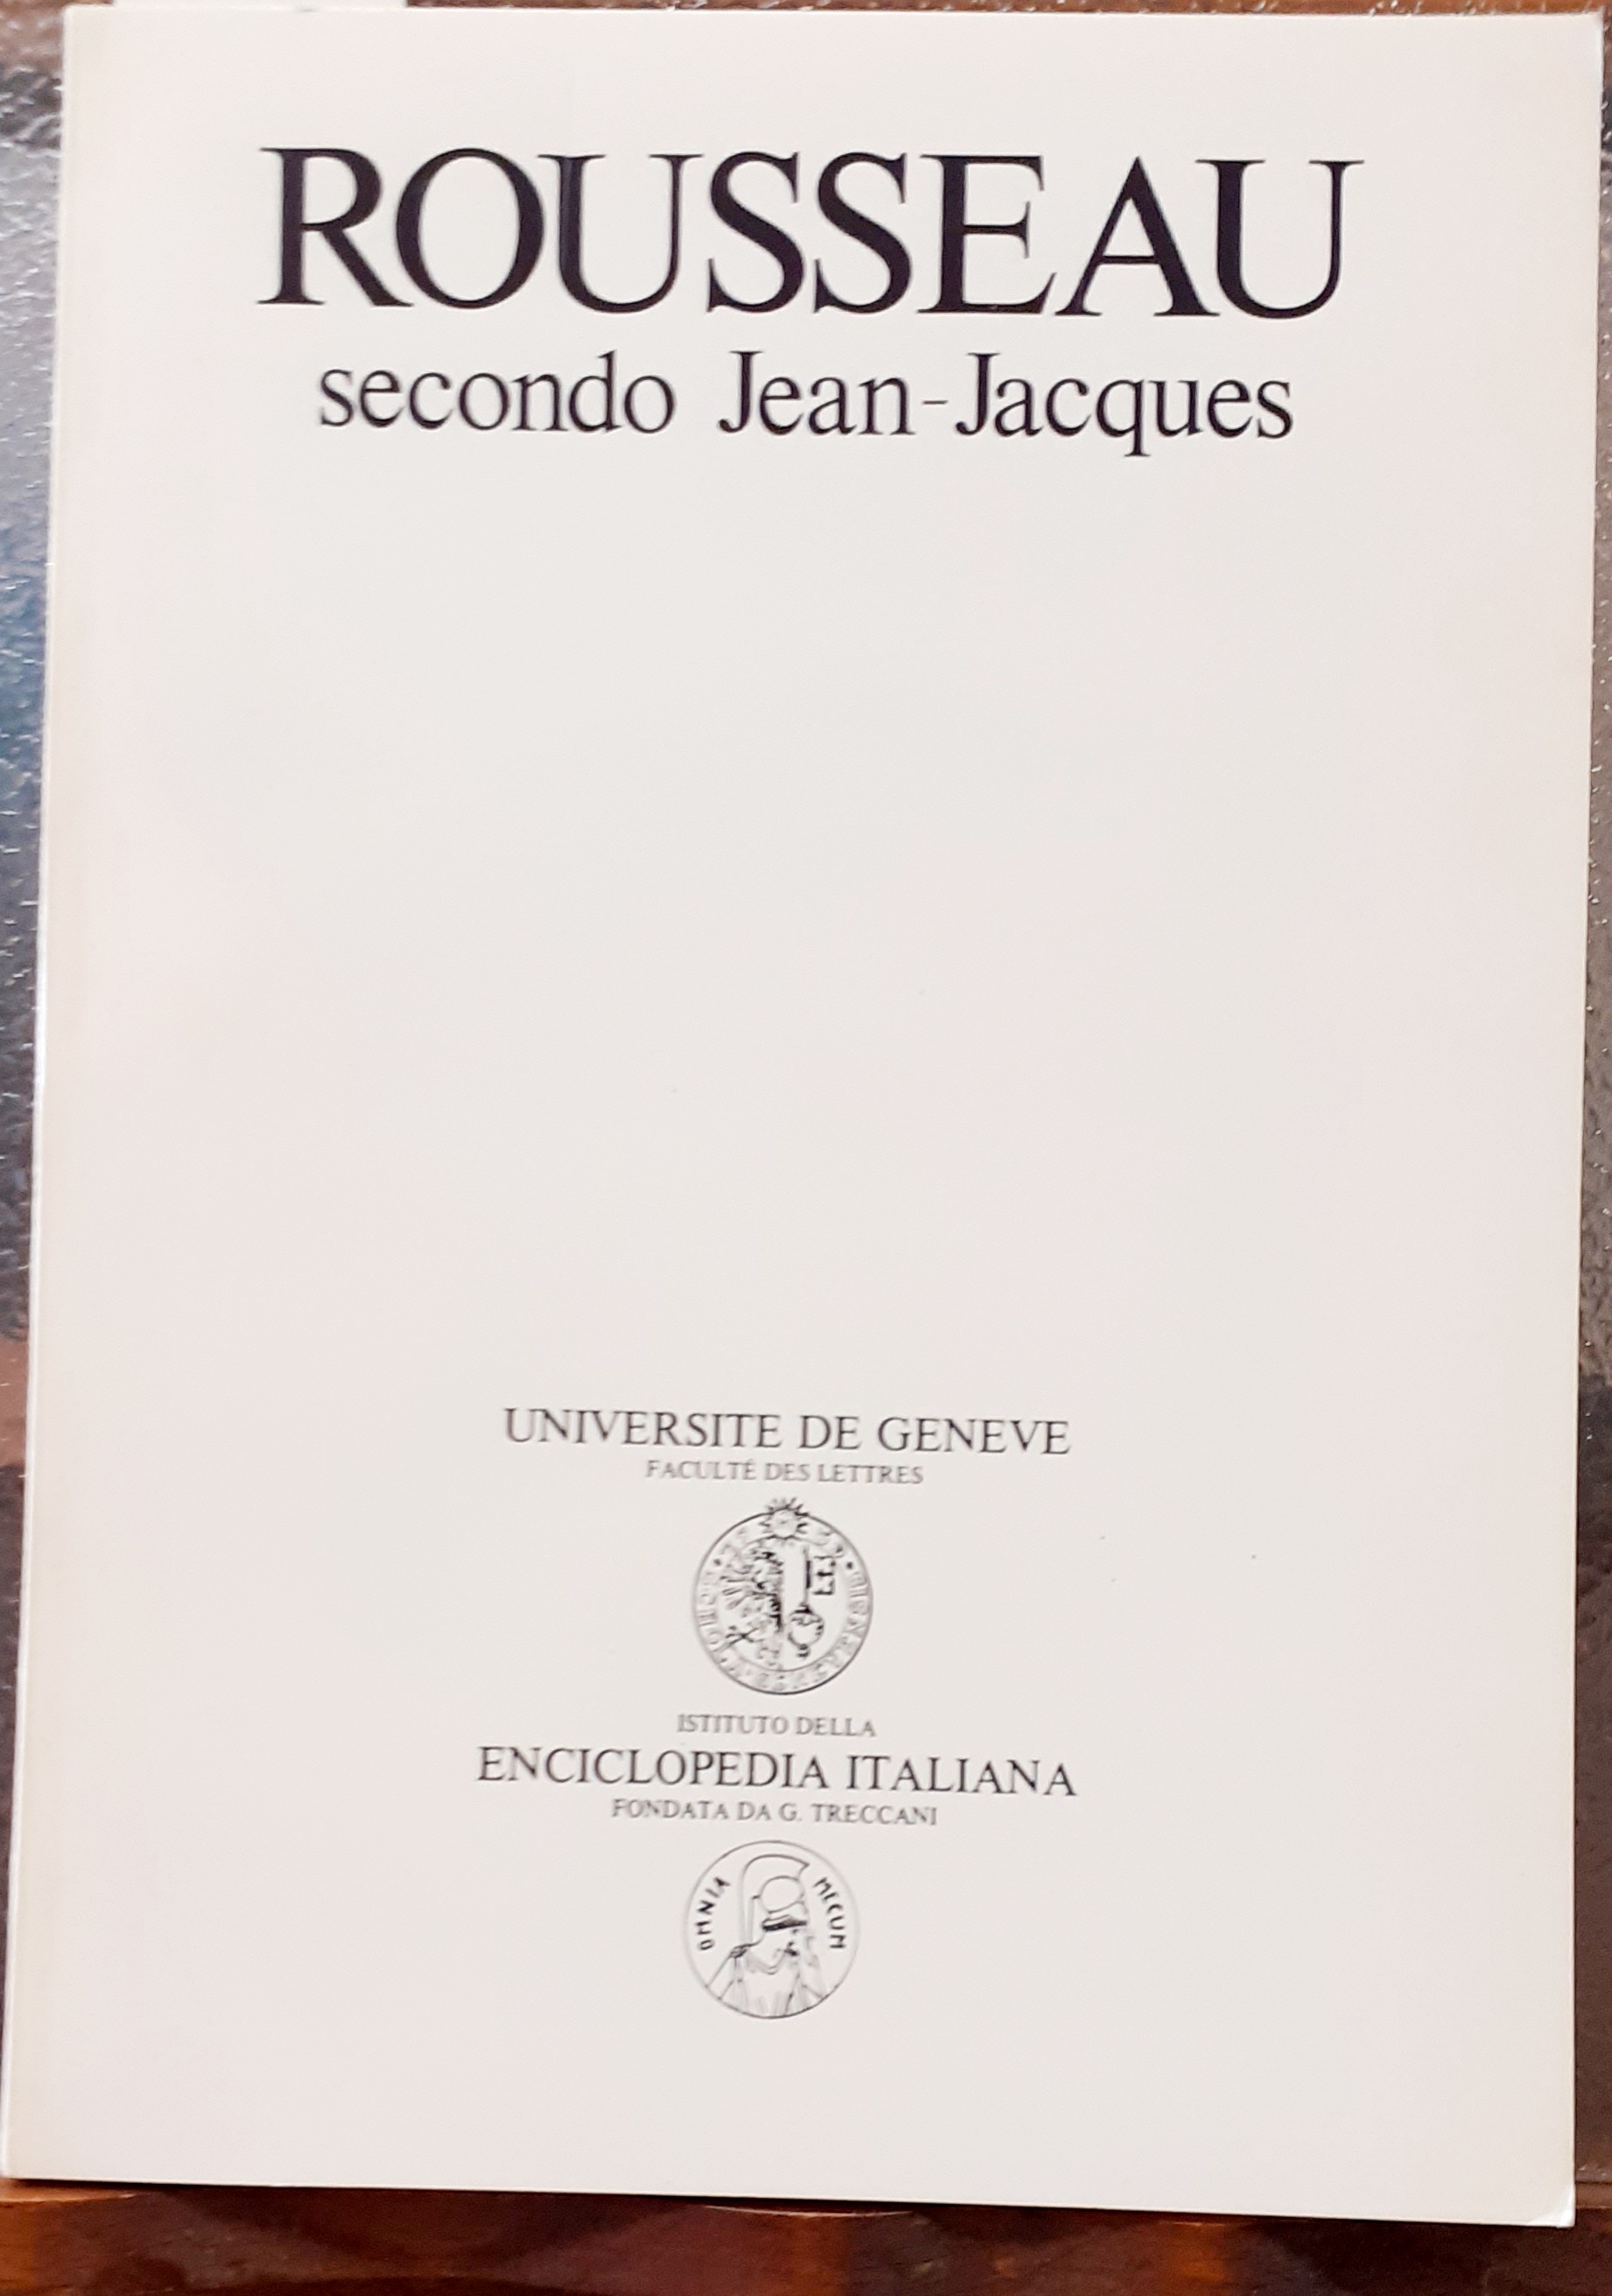 ROUSSEAU
secondo Jean-Jacques
UNIVERSITE DE GENEVE
FACULTÉ DES LETTRES
ISTITUTO DELLA
ENCICLOPEDIA ITALIANA
FONDATA DA G. TRECCANI
OMNIA MECUM